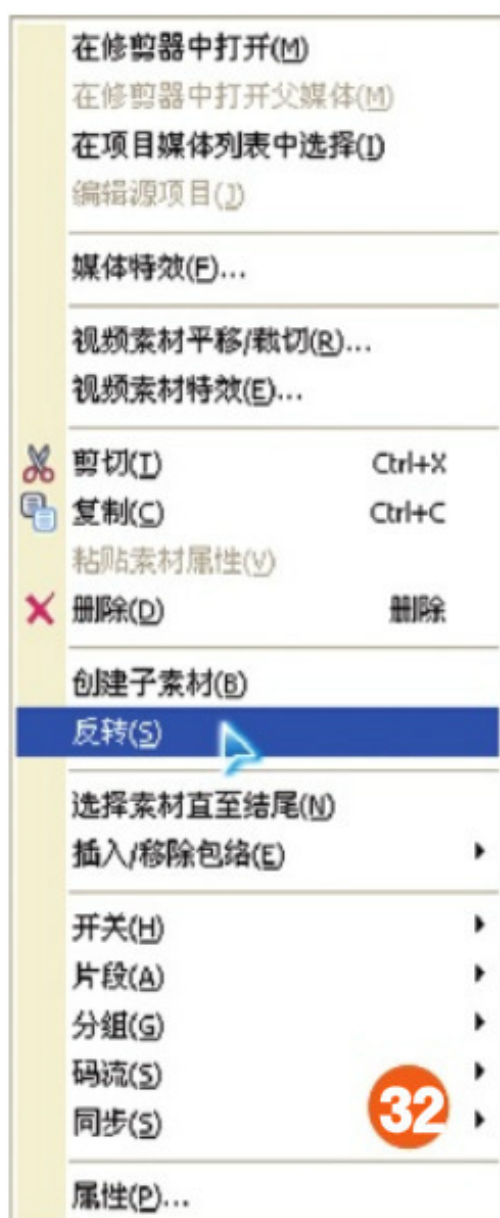 在修剪器中打开(M)
在修剪器中打开父媒体(M)
在项目媒体列表中选择(I)
编辑源项目(J)
媒体特效(F)...
视频素材平移/裁切(R)...
视频素材特效(E)...
剪切(T) Ctrl+X
复制(C) Ctrl+C
粘贴素材属性(V)
删除(D) 删除
创建子素材(B)
反转(S)
选择素材直至结尾(N)
插入/移除包络(E)
开关(H)
片段(A)
分组(G)
码流(S)
同步(S)
32
属性(P)...